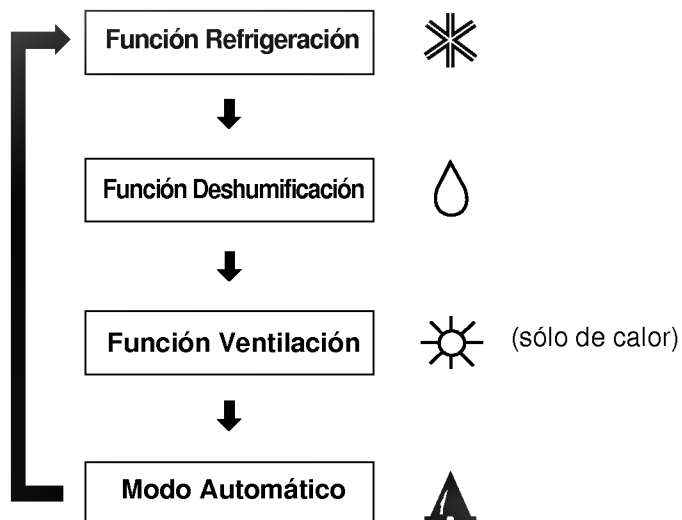 Función Refrigeración
Función Deshumificación
Función Ventilación
(sólo de calor)
Modo Automático